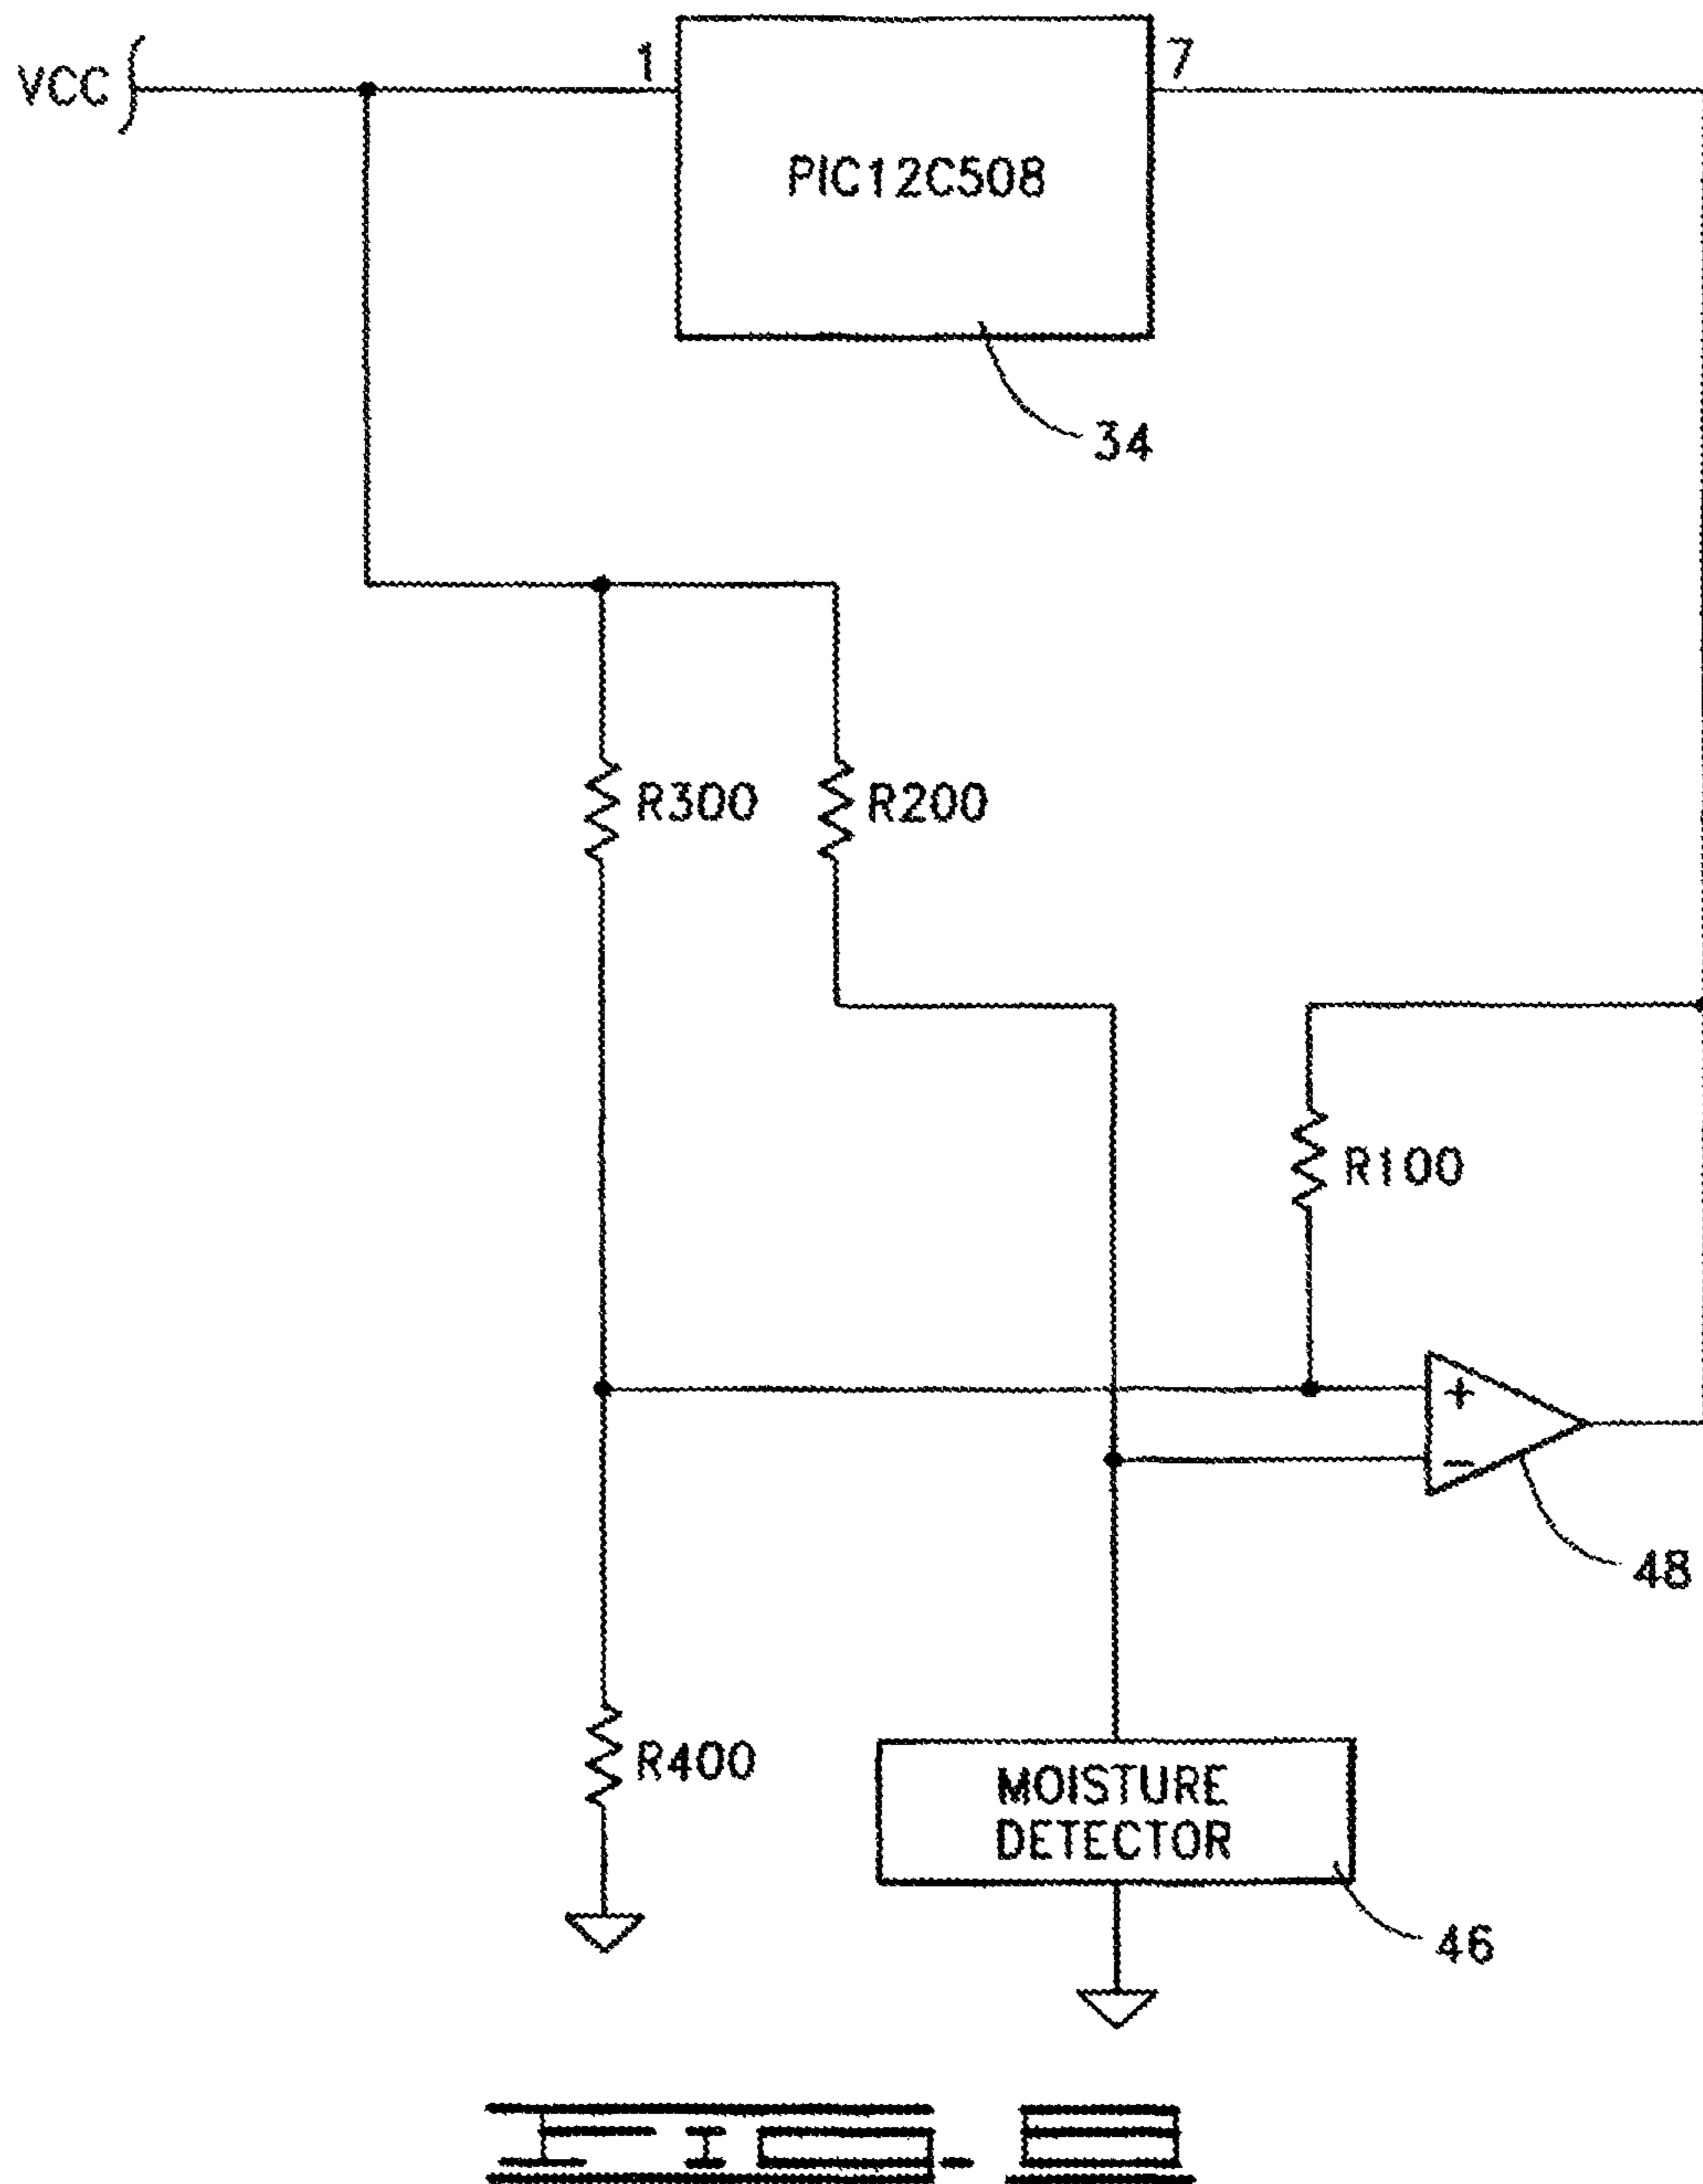 VCC
1
7
PIC12C508
34
R300
R200
R100
+
−
48
R400
MOISTURE
DETECTOR
46